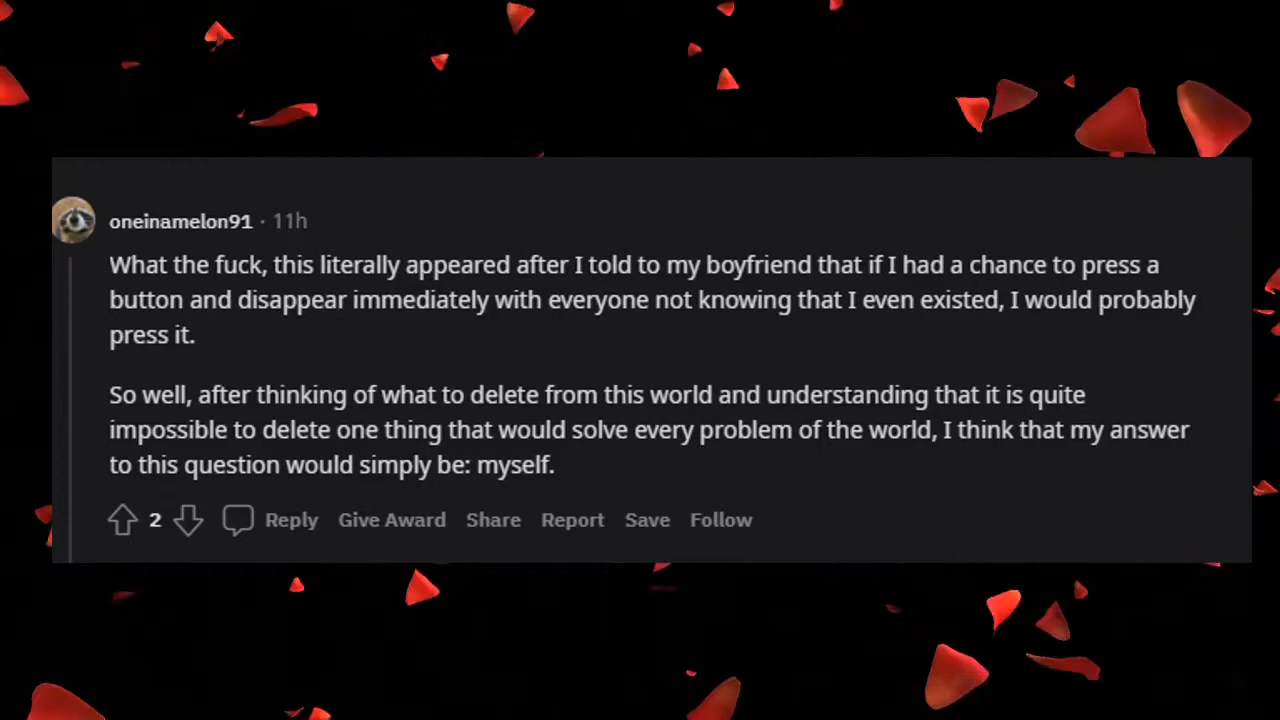 oneinamelon91 · 11h
What the fuck, this literally appeared after I told to my boyfriend that if I had a chance to press a
button and disappear immediately with everyone not knowing that I even existed, I would probably
press it.
So well, after thinking of what to delete from this world and understanding that it is quite
impossible to delete one thing that would solve every problem of the world, I think that my answer
to this question would simply be: myself.
2 Reply Give Award Share Report Save Follow